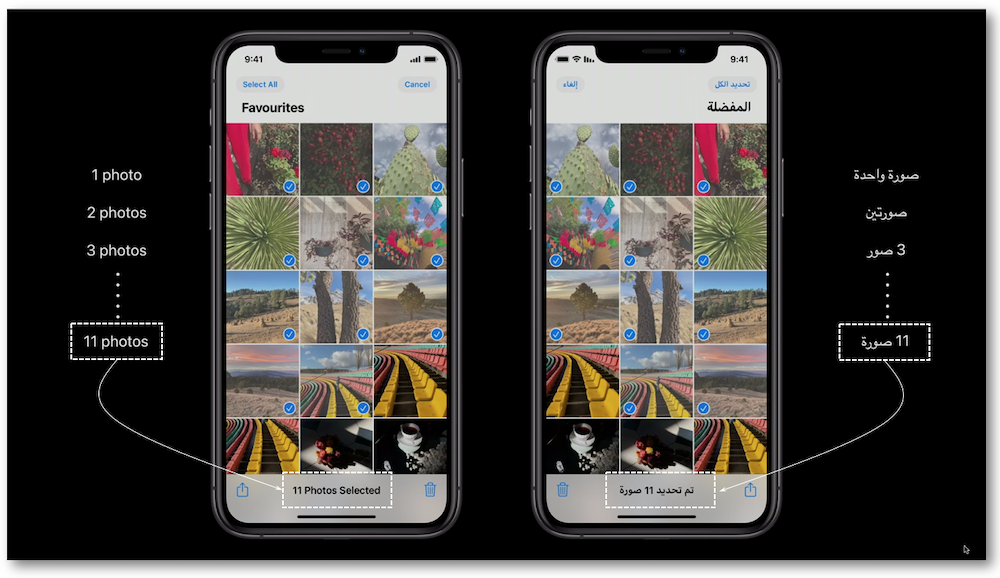 1 photo
2 photos
3 photos
11 photos
9:41
Select All
Cancel
Favourites
11 Photos Selected
9:41
تحديد الكل
إلغاء
المفضلة
تم تحديد 11 صورة
صورة واحدة
صورتين
3 صور
11 صورة